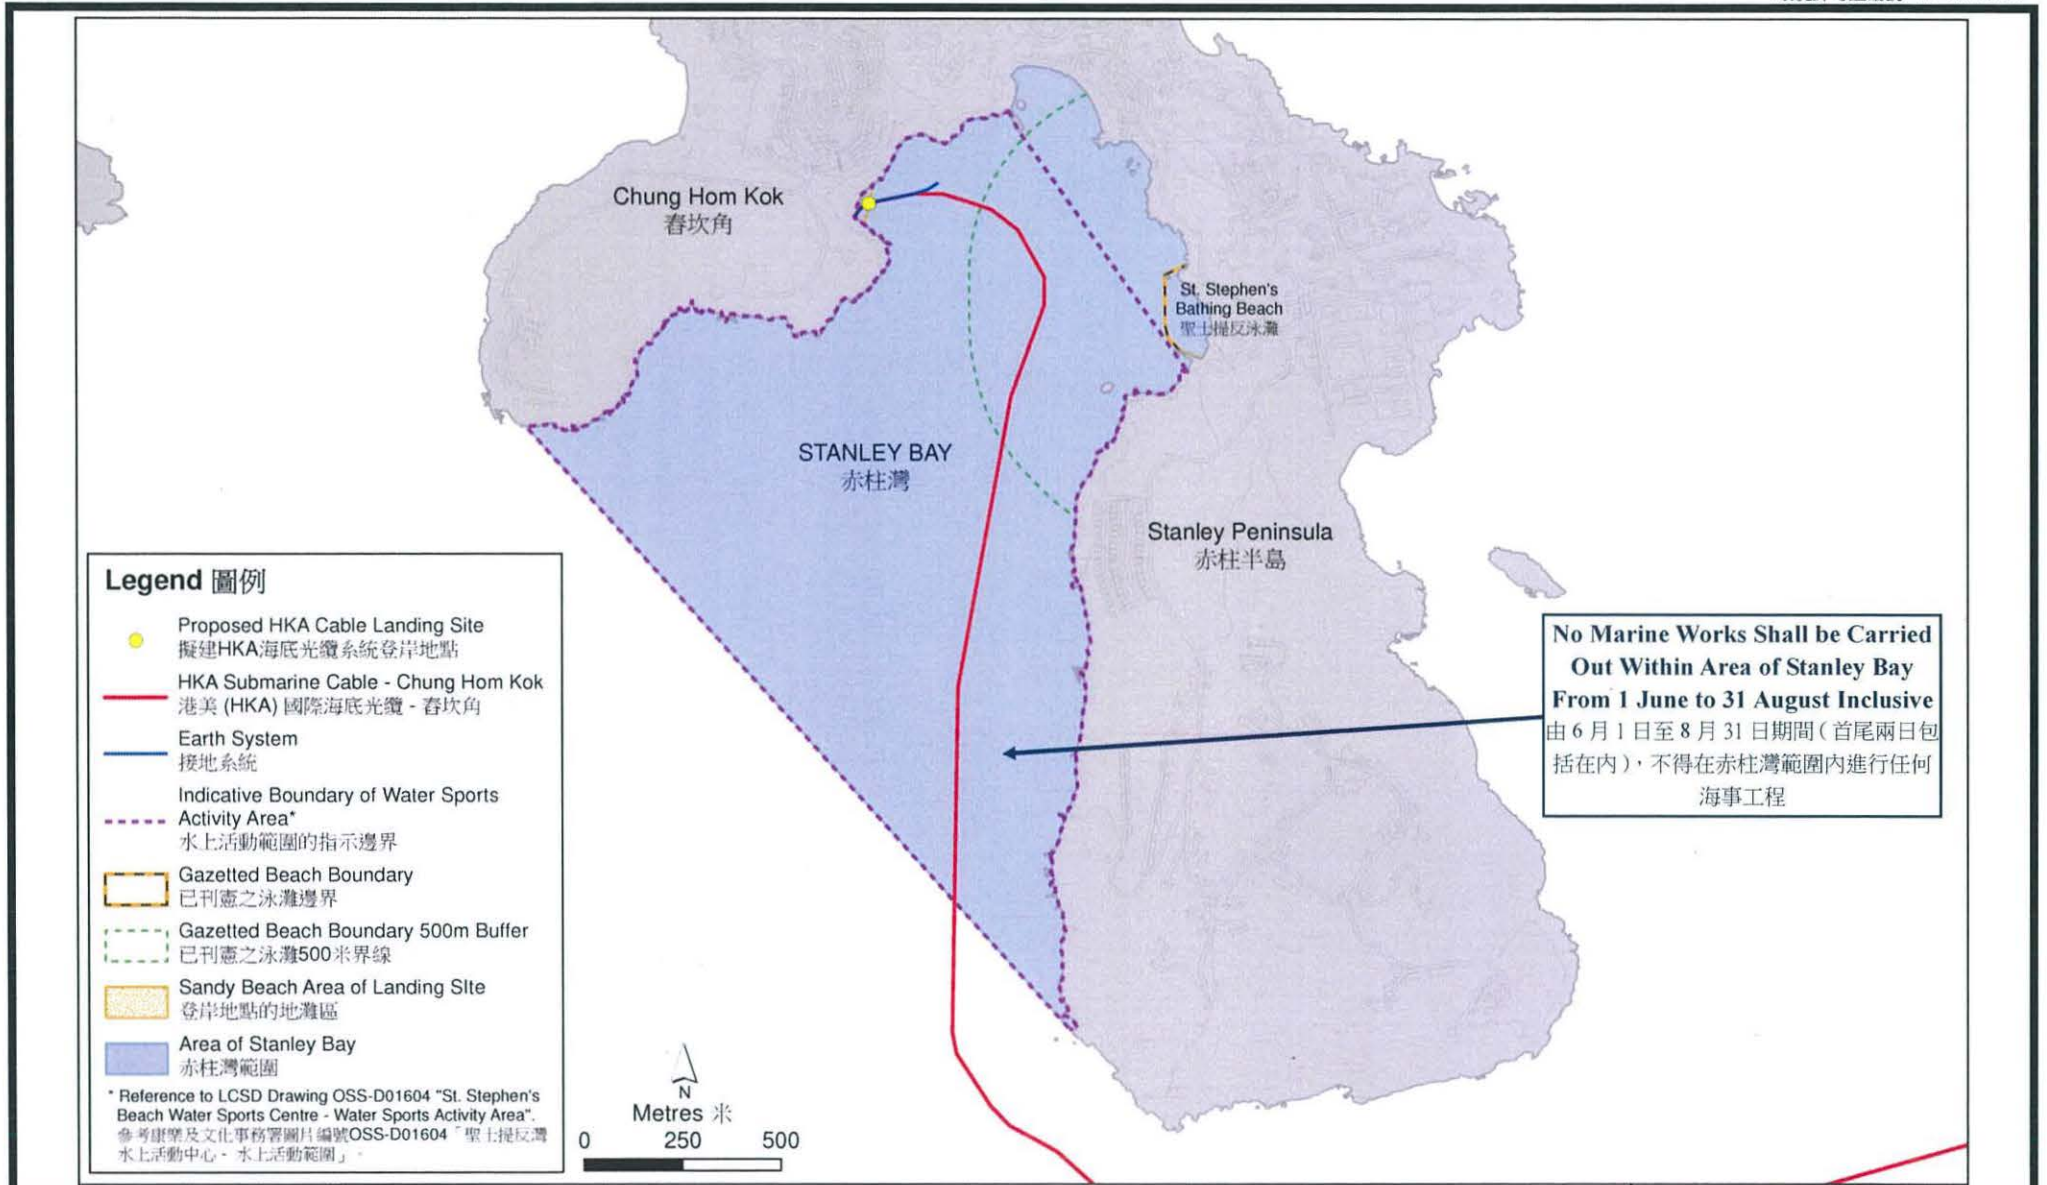 Chung Hom Kok
舂坎角
St. Stephen's
Bathing Beach
聖士提反泳灘
STANLEY BAY
赤柱灣
Stanley Peninsula
赤柱半島
No Marine Works Shall be Carried
Out Within Area of Stanley Bay
From 1 June to 31 August Inclusive
由 6 月 1 日至 8 月 31 日期間（首尾兩日包
括在內），不得在赤柱灣範圍內進行任何
海事工程
Legend 圖例
Proposed HKA Cable Landing Site
擬建HKA海底光纜系統登岸地點
HKA Submarine Cable - Chung Hom Kok
港美 (HKA) 國際海底光纜 - 舂坎角
Earth System
接地系統
Indicative Boundary of Water Sports
Activity Area*
水上活動範圍的指示邊界
Gazetted Beach Boundary
已刊憲之泳灘邊界
Gazetted Beach Boundary 500m Buffer
已刊憲之泳灘500米界線
Sandy Beach Area of Landing SIte
登岸地點的地灘區
Area of Stanley Bay
赤柱灣範圍
* Reference to LCSD Drawing OSS-D01604 "St. Stephen's
Beach Water Sports Centre - Water Sports Activity Area".
參考康樂及文化事務署圖片編號OSS-D01604「聖士提反灣
水上活動中心 - 水上活動範圍」。
N
Metres 米
0 250 500